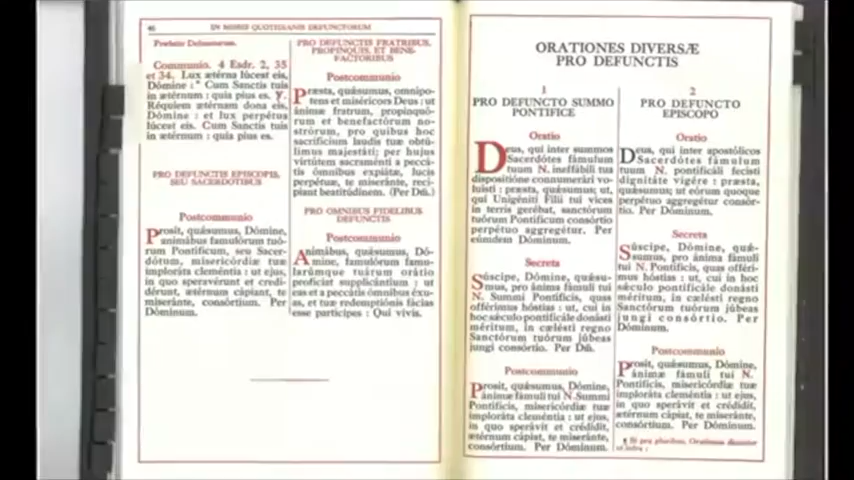 46 IN MISSIS QUOTIDIANIS DEFUNCTORUM
Præfatio Defunctorum.
Communio. 4 Esdr. 2, 35
et 34. Lux ætérna lúceat eis,
Dómine : * Cum Sanctis tuis
in ætérnum : quia pius es. ℣.
Réquiem ætérnam dona eis,
Dómine : et lux perpétua
lúceat eis. Cum Sanctis tuis
in ætérnum : quia pius es.
PRO DEFUNCTIS EPISCOPIS,
SEU SACERDOTIBUS
Postcommunio
Prosit, quǽsumus, Dómine,
animábus famulórum tuó-
rum Pontificum, seu Sacer-
dótum, misericórdiæ tuæ
imploráta cleméntia : ut ejus,
in quo speravérunt et credi-
dérunt, ætérnum cápiant, te
miseránte, consórtium. Per
Dóminum.
PRO DEFUNCTIS FRATRIBUS,
PROPINQUIS, ET BENE-
FACTORIBUS
Postcommunio
Præsta, quǽsumus, omnipo-
tens et miséricors Deus : ut
ánimæ fratrum, propinquó-
rum et benefactórum no-
strórum, pro quibus hoc
sacrifícium laudis tuæ obtú-
limus majestáti; per hujus
virtútem sacraménti a peccá-
tis ómnibus expiátæ, lucis
perpétuæ, te miseránte, reci-
piant beatitúdinem. (Per Dñ.)
PRO OMNIBUS FIDELIBUS
DEFUNCTIS
Postcommunio
Animábus, quǽsumus, Dó-
mine, famulórum famu-
larúmque tuárum orátio
profíciat supplicántium : ut
eas et a peccátis ómnibus éxu-
as, et tuæ redemptiónis fácias
esse partícipes : Qui vivis.
ORATIONES DIVERSÆ
PRO DEFUNCTIS
1
PRO DEFUNCTO SUMMO
PONTIFICE
Oratio
Deus, qui inter summos
Sacerdótes fámulum
tuum N. ineffábili tua
dispositióne connumerári vo-
luísti : præsta, quǽsumus; ut,
qui Unigéniti Fílii tui vices
in terris gerébat, sanctórum
tuórum Pontíficum consórtio
perpétuo aggregétur. Per
eúmdem Dóminum.
Secreta
Súscipe, Dómine, quǽsu-
mus, pro ánima fámuli tui
N. Summi Pontificis, quas
offérimus hóstias : ut, cui in
hoc sǽculo pontificále donásti
méritum, in cælésti regno
Sanctórum tuórum júbeas
jungi consórtio. Per Dñ.
Postcommunio
Prosit, quǽsumus, Dómine,
ánimæ fámuli tui N. Summi
Pontificis, misericórdiæ tuæ
imploráta cleméntia : ut ejus,
in quo sperávit et crédidit,
ætérnum cápiat, te miseránte,
consórtium. Per Dóminum.
2
PRO DEFUNCTO
EPISCOPO
Oratio
Deus, qui inter apostólicos
Sacerdótes fámulum
tuum N. pontificáli fecísti
dignitáte vigére : præsta,
quǽsumus; ut eórum quoque
perpétuo aggregétur consór-
tio. Per Dóminum.
Secreta
Súscipe, Dómine, quǽ-
sumus, pro ánima fámuli
tui N. Pontificis, quas offéri-
mus hóstias : ut, cui in hoc
sǽculo pontificále donásti
méritum, in cælésti regno
Sanctórum tuórum júbeas
jungi consórtio. Per
Dóminum.
Postcommunio
Prosit, quǽsumus, Dómine,
ánimæ fámuli tui N.
Pontificis, misericórdiæ tuæ
imploráta cleméntia : ut ejus,
in quo sperávit et crédidit,
ætérnum cápiat, te miseránte,
consórtium. Per Dóminum.
¶ Si pro pluribus, Orationes dicuntur
ut infra :